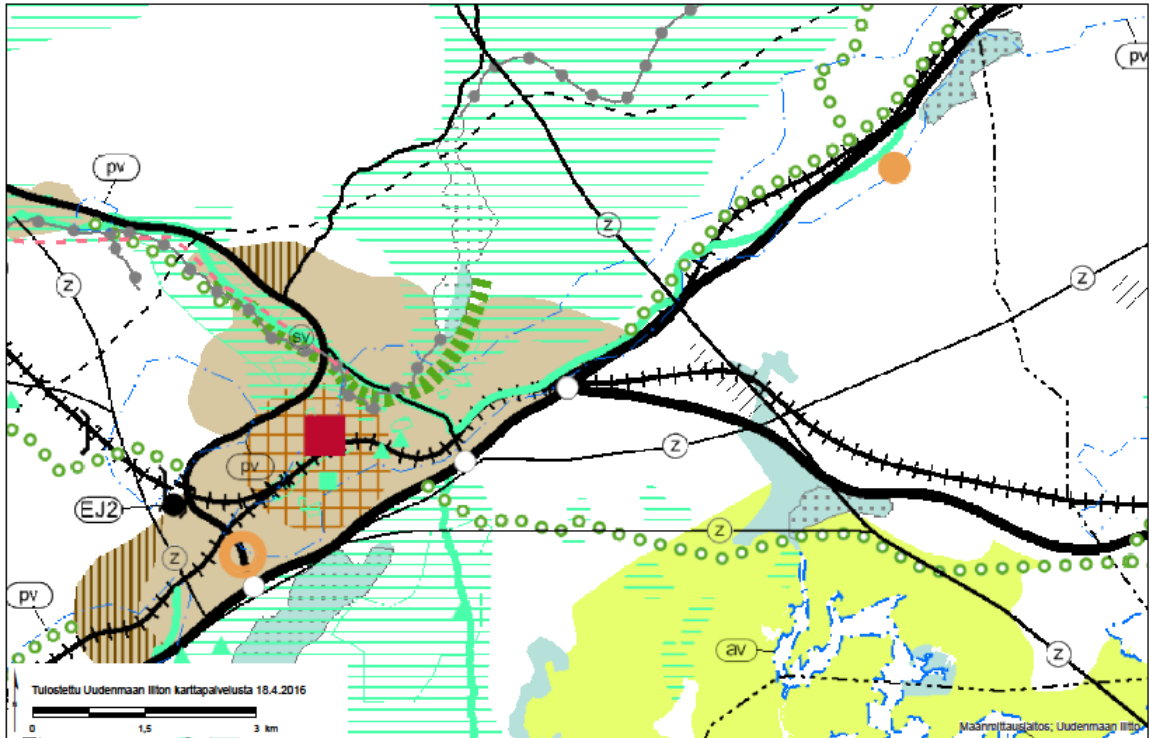 pv
pv
z
z
z
sv
z
pv
EJ2
z
z
pv
av
z
Tulostettu Uudenmaan liiton karttapalvelusta 18.4.2016
0 1,5 3 km
Maanmittauslaitos, Uudenmaan liitto